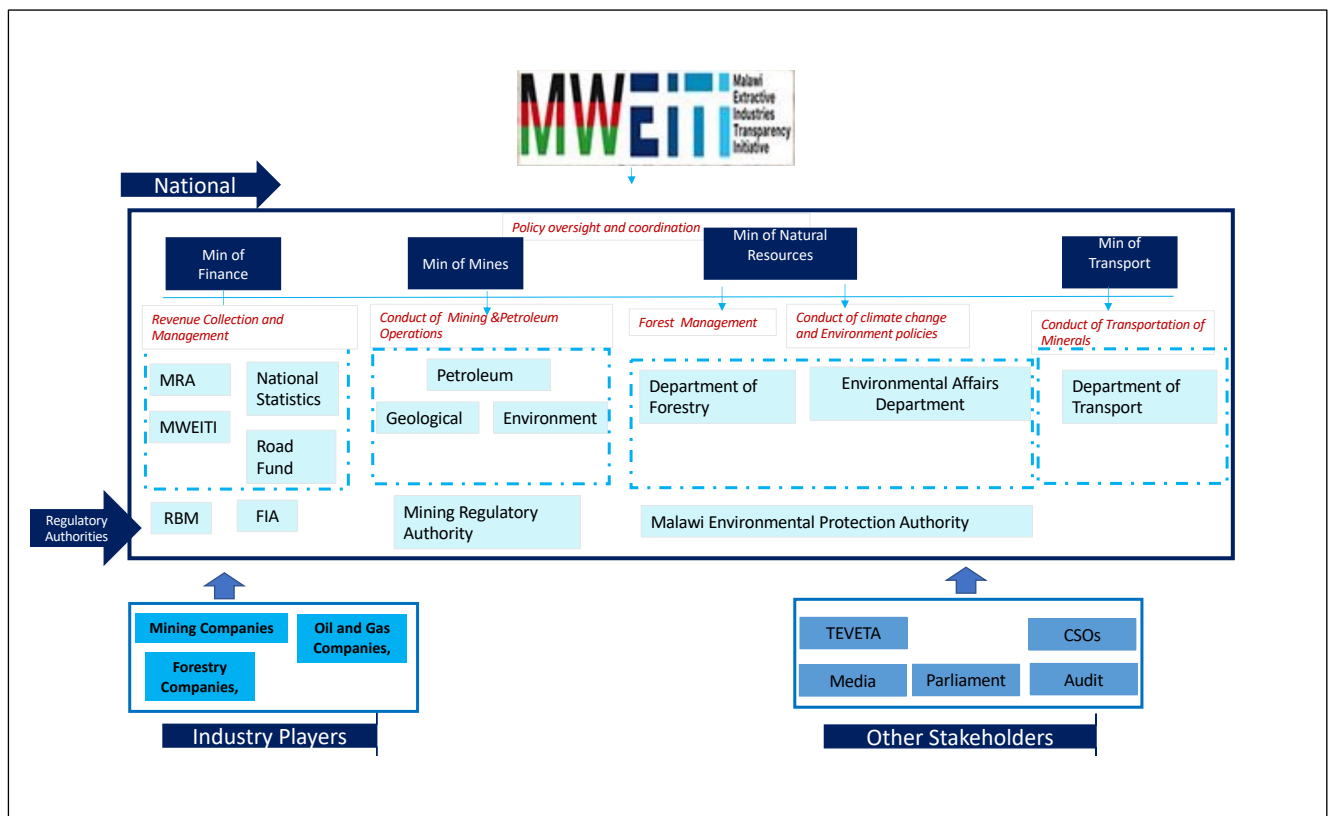 MWEITi
Malawi
Extractive
Industries
Transparency
Initiative
National
Policy oversight and coordination
Min of
Finance
Min of Mines
Min of Natural
Resources
Min of
Transport
Revenue Collection and
Management
Conduct of Mining &Petroleum
Operations
Forest Management
Conduct of climate change
and Environment policies
Conduct of Transportation of
Minerals
MRA
National
Statistics
MWEITI
Road
Fund
Petroleum
Geological
Environment
Department of
Forestry
Environmental Affairs
Department
Department of
Transport
Regulatory
Authorities
RBM
FIA
Mining Regulatory
Authority
Malawi Environmental Protection Authority
Mining Companies
Oil and Gas
Companies,
Forestry
Companies,
Industry Players
TEVETA
CSOs
Media
Parliament
Audit
Other Stakeholders